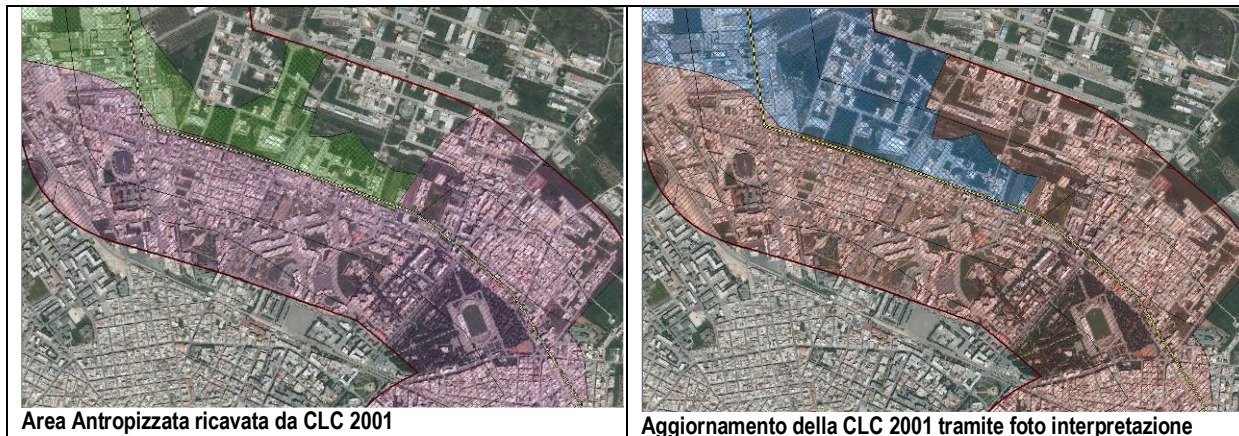 Area Antropizzata ricavata da CLC 2001
Aggiornamento della CLC 2001 tramite foto interpretazione